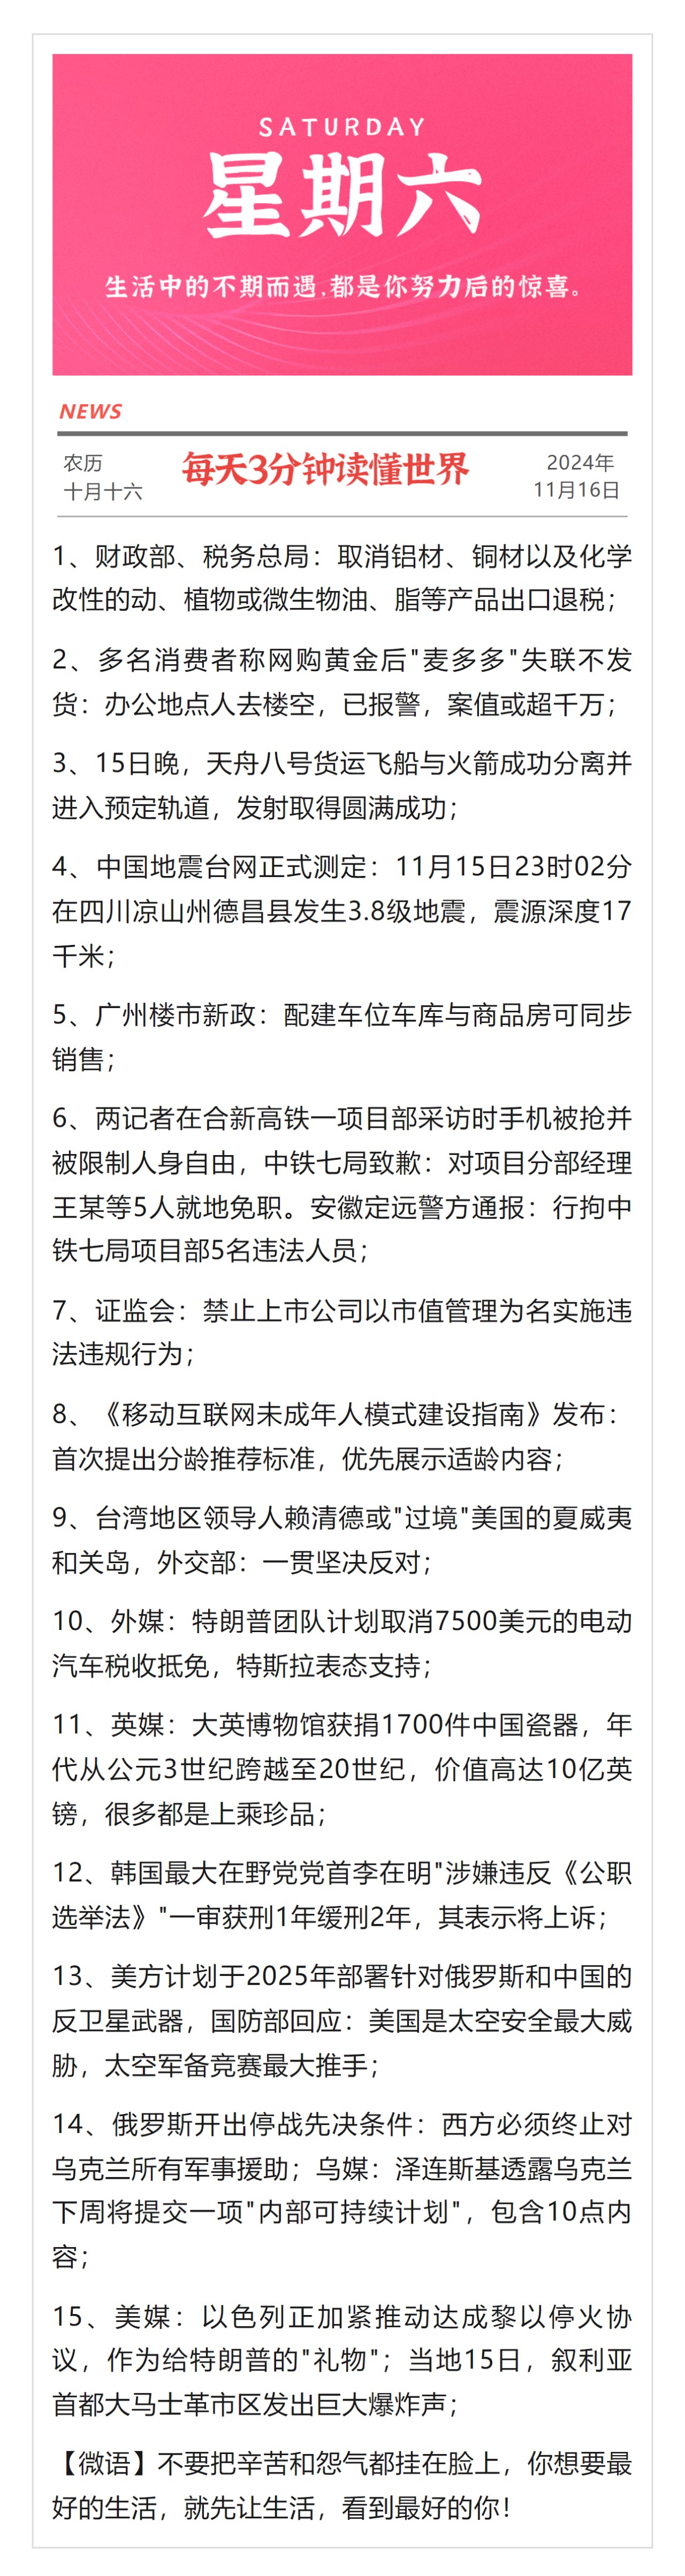 SATURDAY
星期六
生活中的不期而遇,都是你努力后的惊喜。
NEWS
农历
十月十六
每天3分钟读懂世界
2024年
11月16日
1、财政部、税务总局：取消铝材、铜材以及化学
改性的动、植物或微生物油、脂等产品出口退税；
2、多名消费者称网购黄金后"麦多多"失联不发
货：办公地点人去楼空，已报警，案值或超千万；
3、15日晚，天舟八号货运飞船与火箭成功分离并
进入预定轨道，发射取得圆满成功；
4、中国地震台网正式测定：11月15日23时02分
在四川凉山州德昌县发生3.8级地震，震源深度17
千米；
5、广州楼市新政：配建车位车库与商品房可同步
销售；
6、两记者在合新高铁一项目部采访时手机被抢并
被限制人身自由，中铁七局致歉：对项目分部经理
王某等5人就地免职。安徽定远警方通报：行拘中
铁七局项目部5名违法人员；
7、证监会：禁止上市公司以市值管理为名实施违
法违规行为；
8、《移动互联网未成年人模式建设指南》发布：
首次提出分龄推荐标准，优先展示适龄内容；
9、台湾地区领导人赖清德或"过境"美国的夏威夷
和关岛，外交部：一贯坚决反对；
10、外媒：特朗普团队计划取消7500美元的电动
汽车税收抵免，特斯拉表态支持；
11、英媒：大英博物馆获捐1700件中国瓷器，年
代从公元3世纪跨越至20世纪，价值高达10亿英
镑，很多都是上乘珍品；
12、韩国最大在野党党首李在明"涉嫌违反《公职
选举法》"一审获刑1年缓刑2年，其表示将上诉；
13、美方计划于2025年部署针对俄罗斯和中国的
反卫星武器，国防部回应：美国是太空安全最大威
胁，太空军备竞赛最大推手；
14、俄罗斯开出停战先决条件：西方必须终止对
乌克兰所有军事援助；乌媒：泽连斯基透露乌克兰
下周将提交一项"内部可持续计划"，包含10点内
容；
15、美媒：以色列正加紧推动达成黎以停火协
议，作为给特朗普的"礼物"；当地15日，叙利亚
首都大马士革市区发出巨大爆炸声；
【微语】不要把辛苦和怨气都挂在脸上，你想要最
好的生活，就先让生活，看到最好的你！